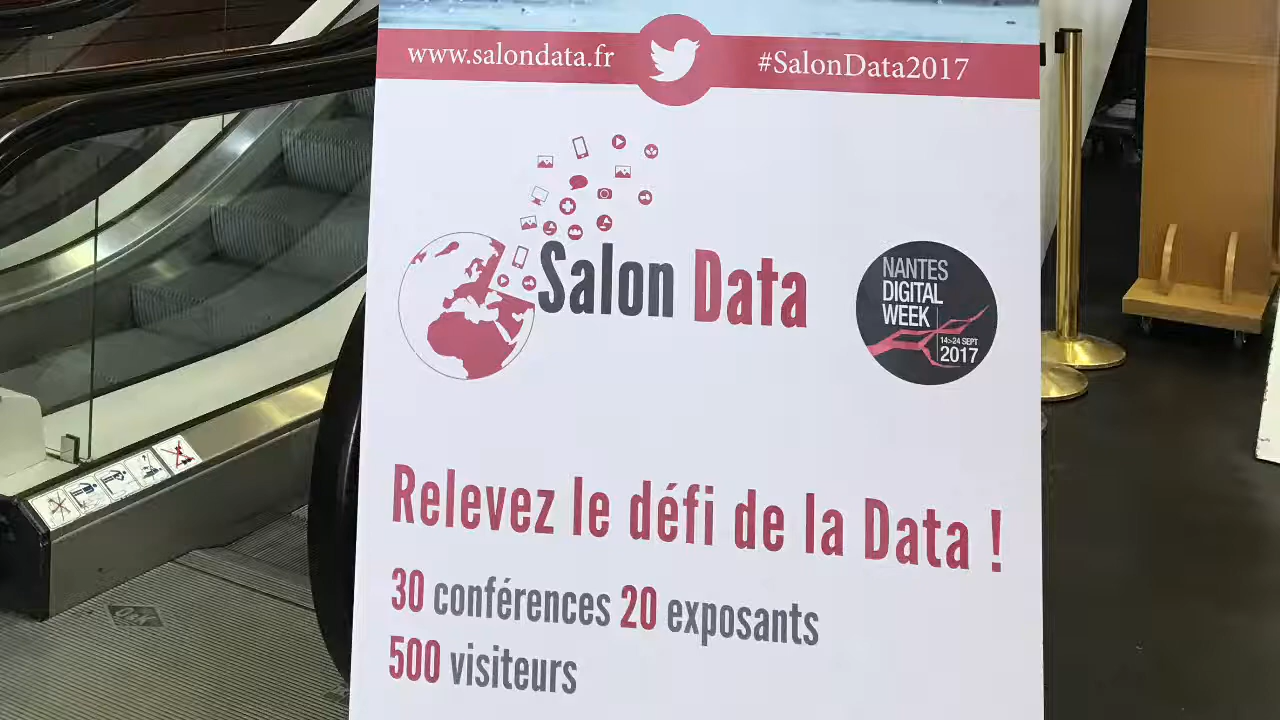 www.salondata.fr
#SalonData2017
Salon Data
NANTES
DIGITAL
WEEK
14>24 SEPT
2017
Relevez le défi de la Data !
30 conférences 20 exposants
500 visiteurs